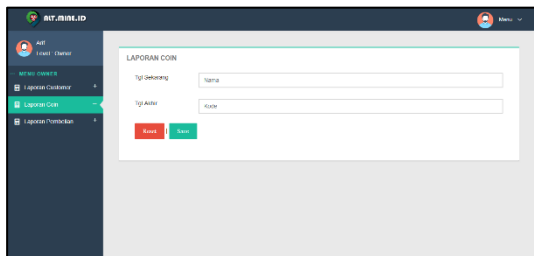 ALT.MINE.ID
Menu
Arif
Level : Owner
MENU OWNER
Laporan Customer +
Laporan Coin −
Laporan Pembelian +
LAPORAN COIN
Tgl Sekarang
Nama
Tgl Akhir
Kode
Reset | Save